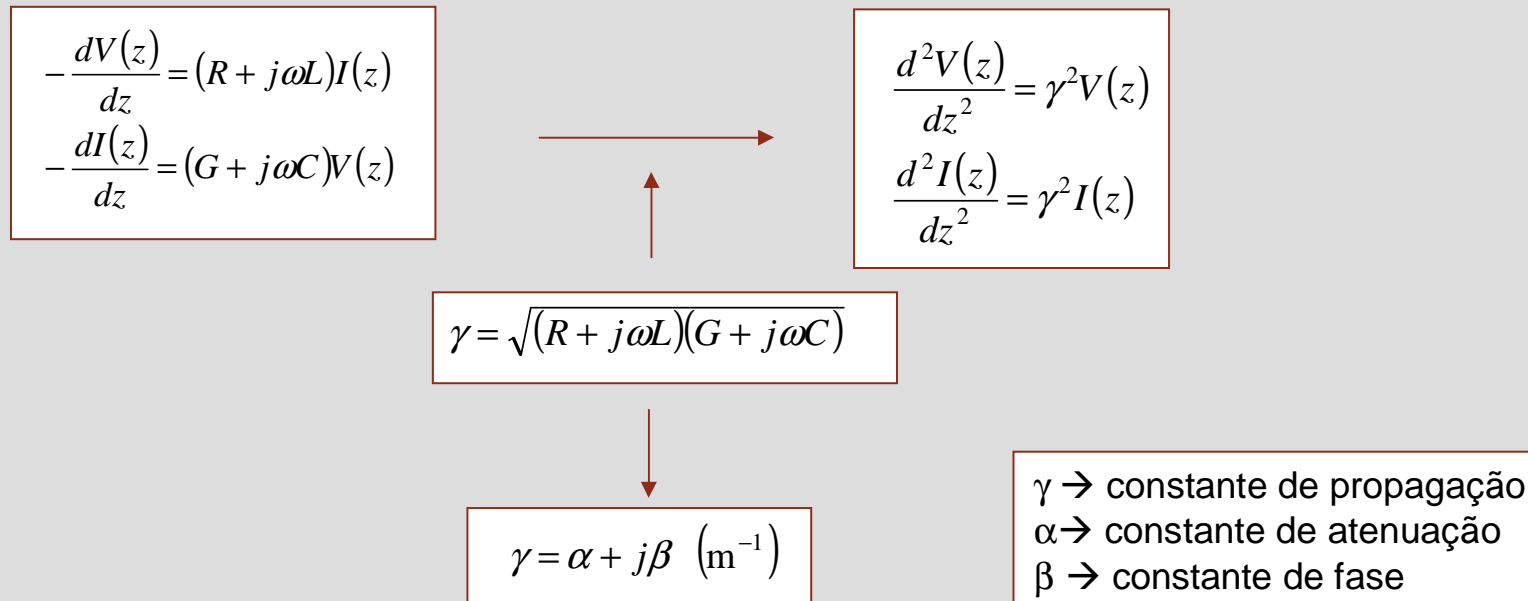 −dV(z)/dz = (R + jωL)I(z)
−dI(z)/dz = (G + jωC)V(z)
d²V(z)/dz² = γ²V(z)
d²I(z)/dz² = γ²I(z)
γ = √((R + jωL)(G + jωC))
γ = α + jβ (m⁻¹)
γ → constante de propagação
α→ constante de atenuação
β → constante de fase